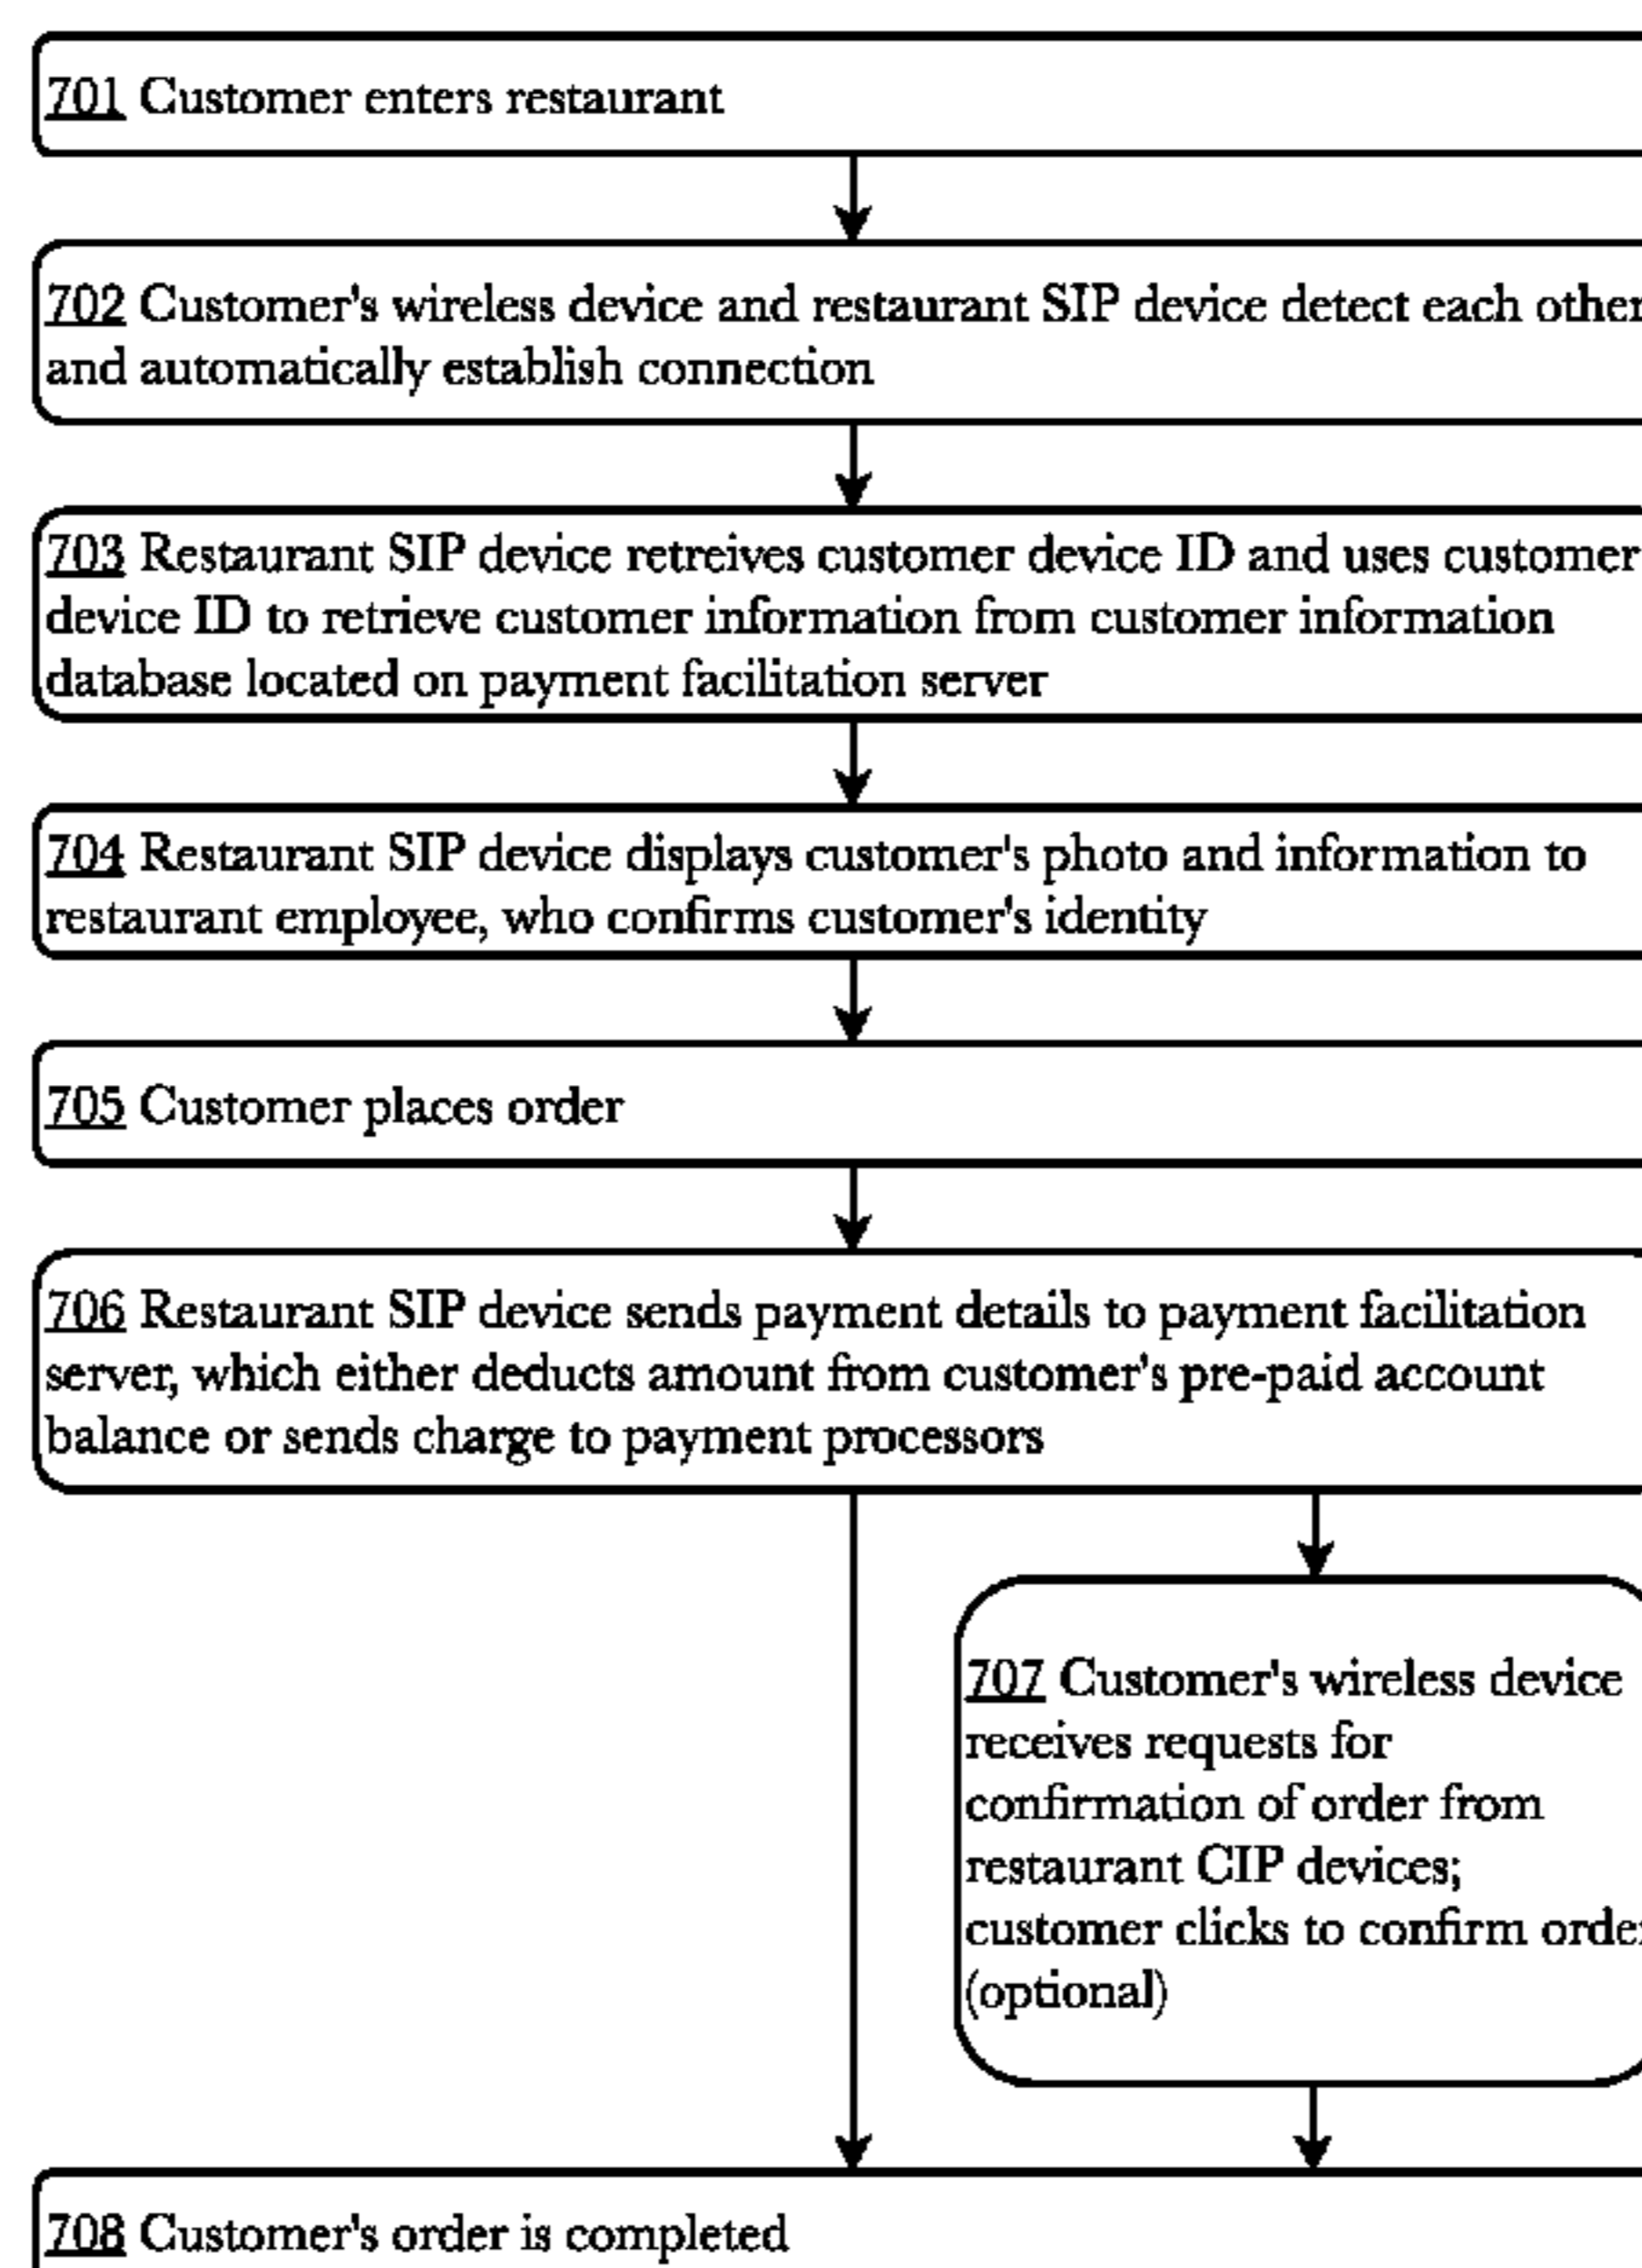 701 Customer enters restaurant
702 Customer's wireless device and restaurant SIP device detect each other
and automatically establish connection
703 Restaurant SIP device retreives customer device ID and uses customer
device ID to retrieve customer information from customer information
database located on payment facilitation server
704 Restaurant SIP device displays customer's photo and information to
restaurant employee, who confirms customer's identity
705 Customer places order
706 Restaurant SIP device sends payment details to payment facilitation
server, which either deducts amount from customer's pre-paid account
balance or sends charge to payment processors
707 Customer's wireless device
receives requests for
confirmation of order from
restaurant CIP devices;
customer clicks to confirm order
(optional)
708 Customer's order is completed